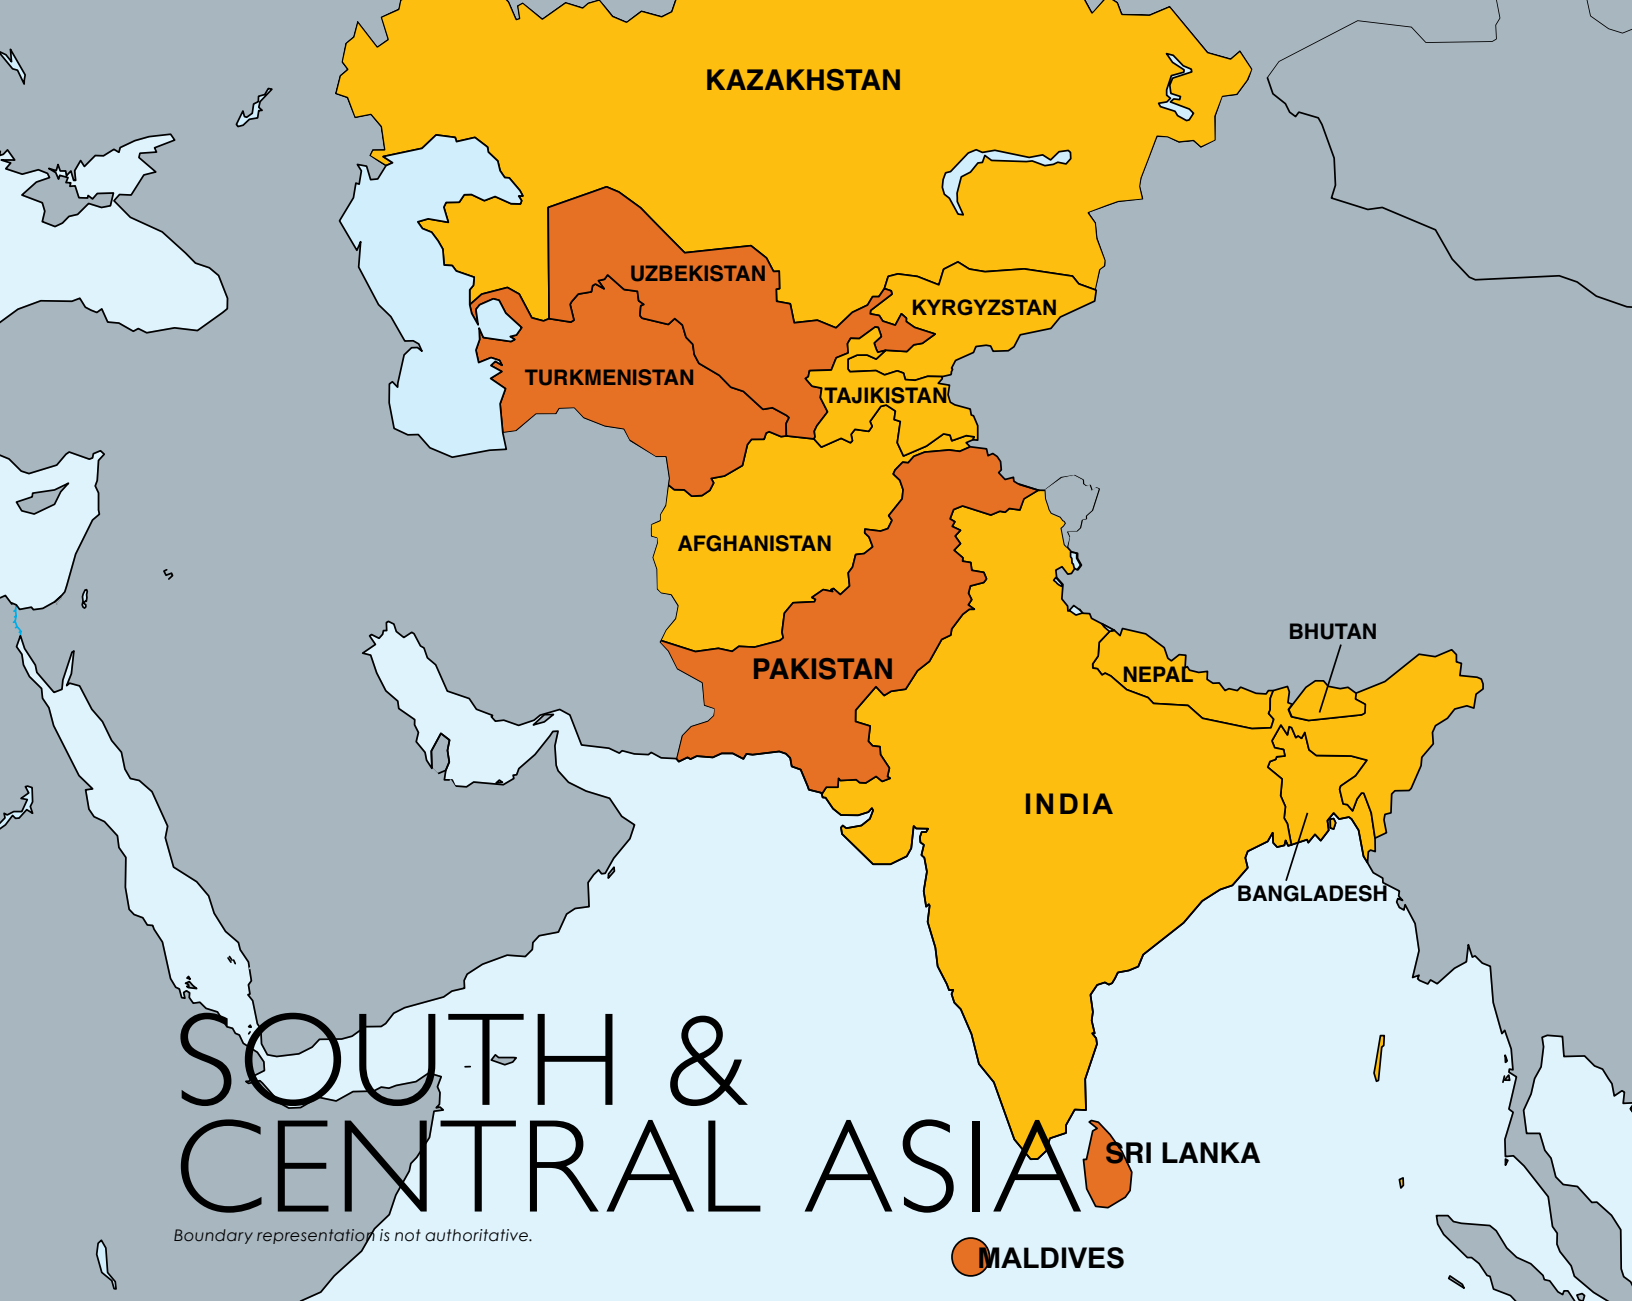 KAZAKHSTAN
UZBEKISTAN
KYRGYZSTAN
TURKMENISTAN
TAJIKISTAN
AFGHANISTAN
BHUTAN
PAKISTAN
NEPAL
INDIA
BANGLADESH
SOUTH &
CENTRAL ASIA
SRI LANKA
Boundary representation is not authoritative.
MALDIVES